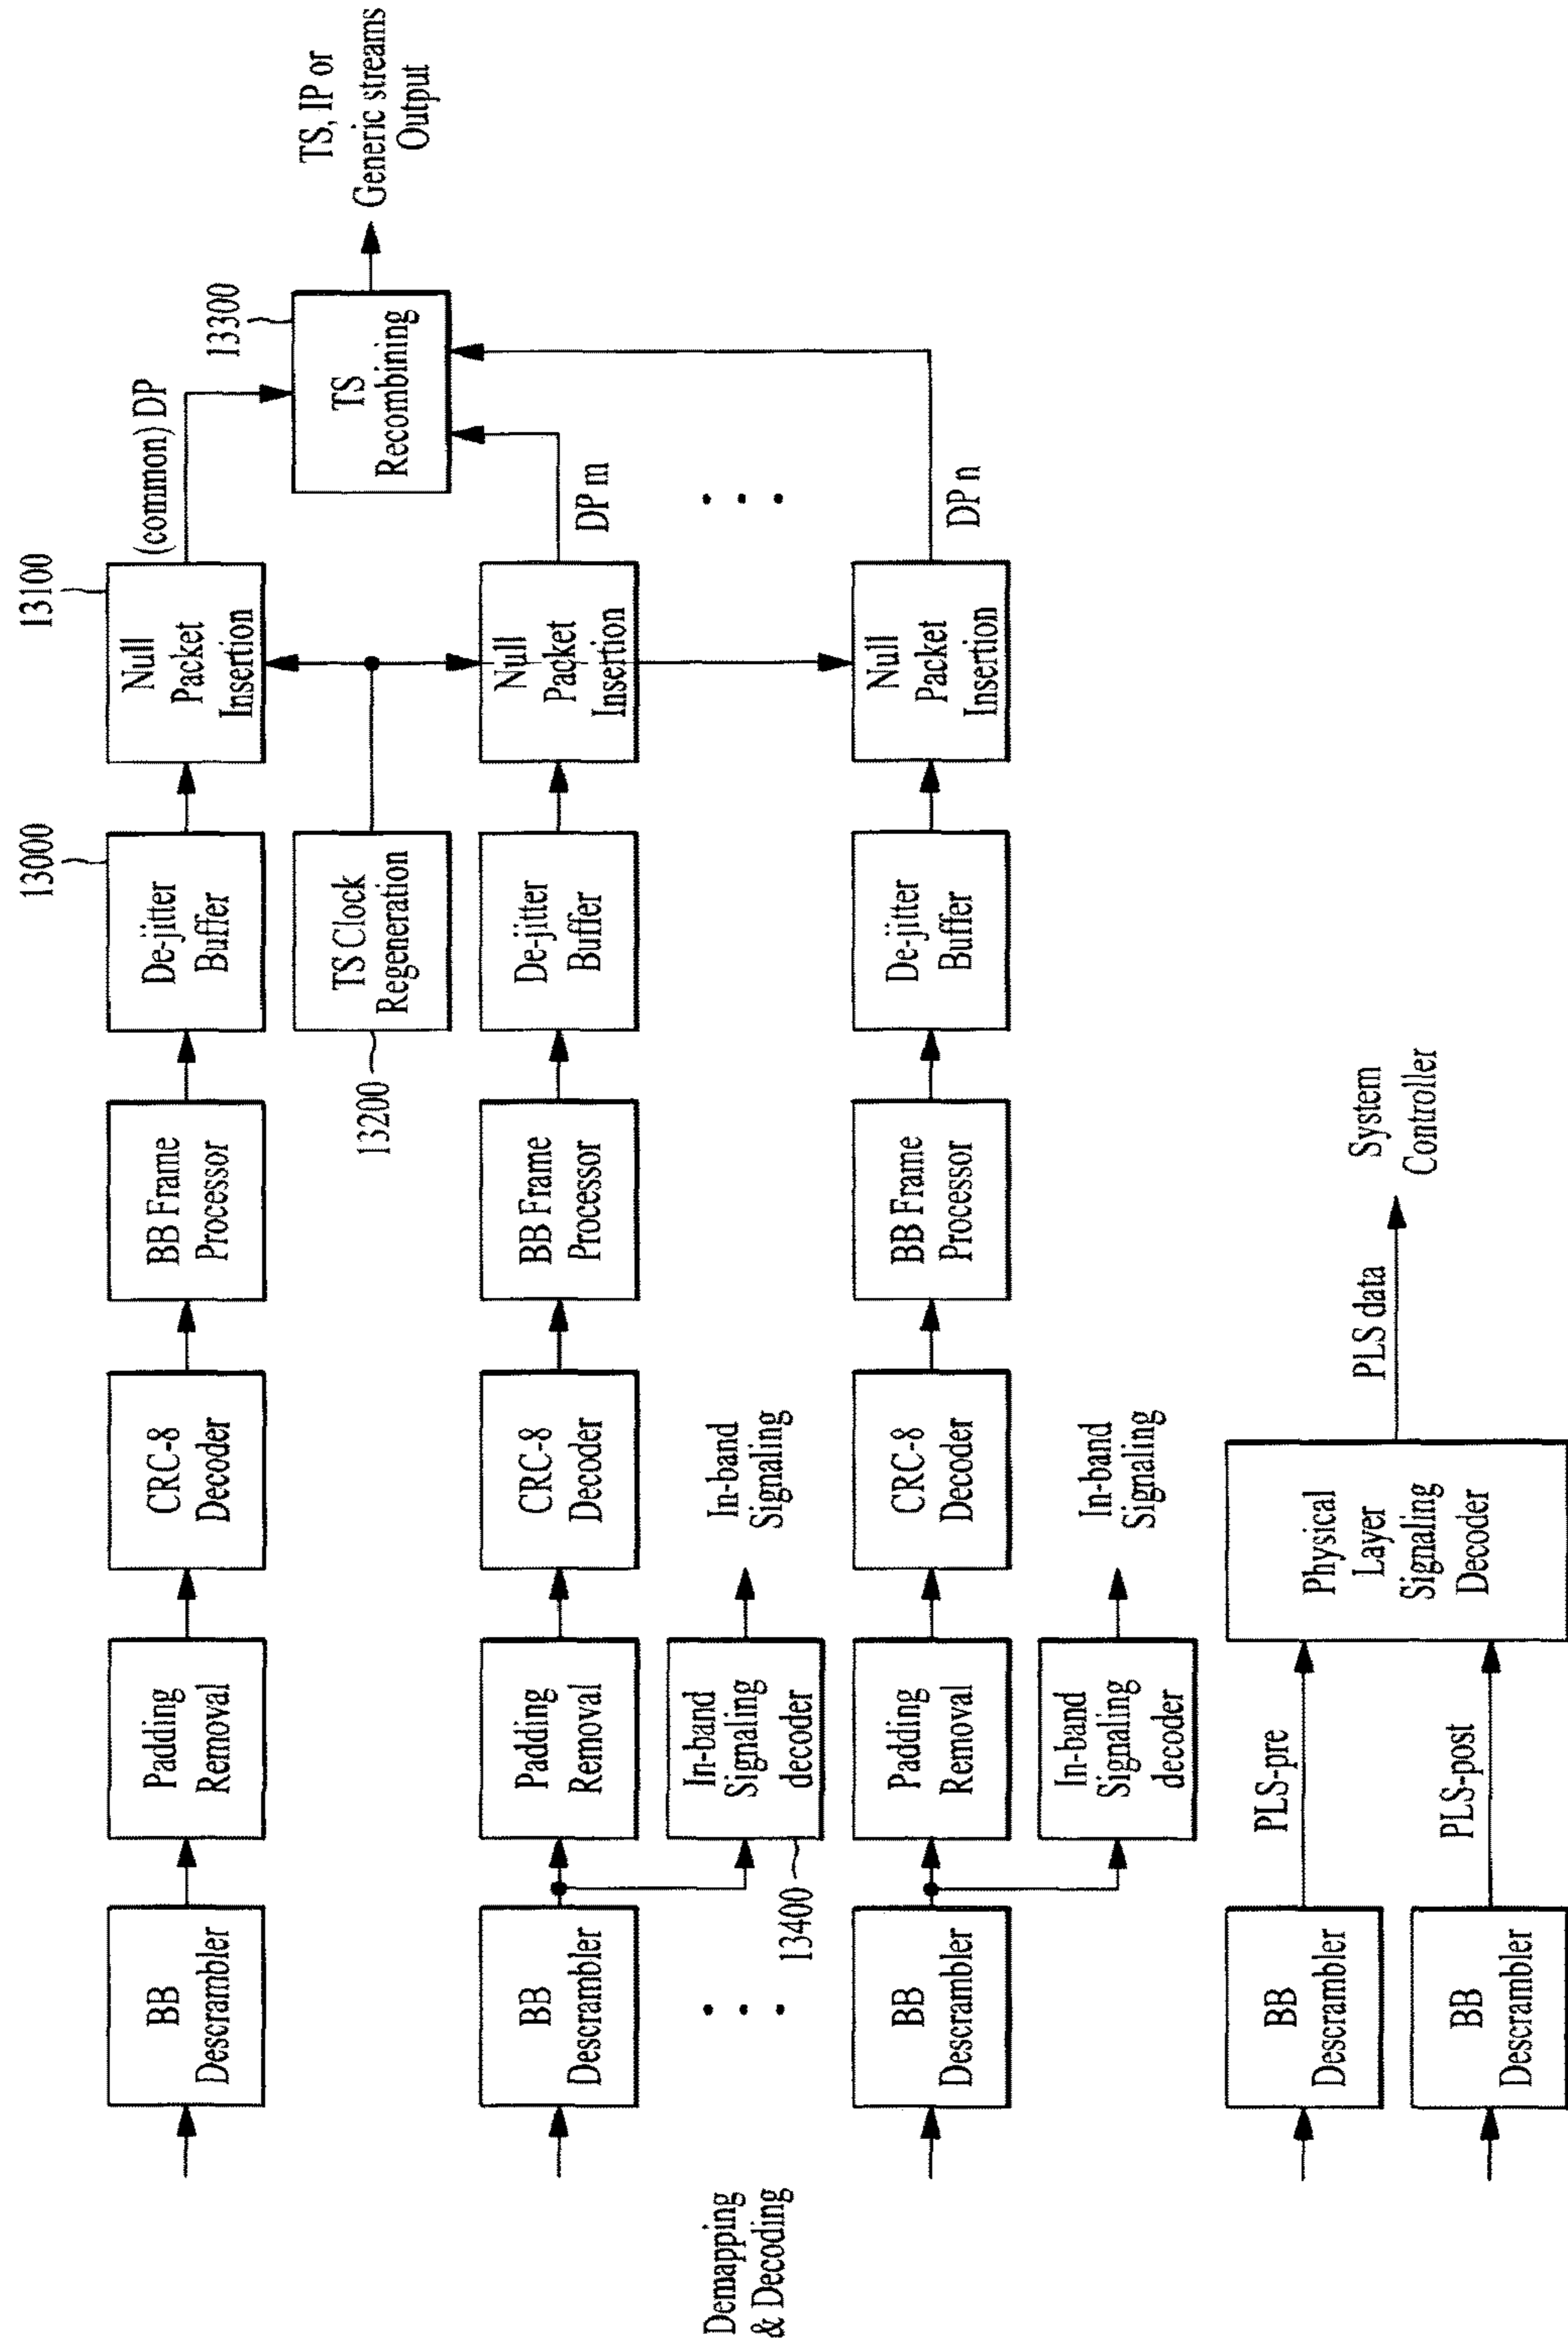 BB
Descrambler
Padding
Removal
CRC-8
Decoder
BB Frame
Processor
De-jitter
Buffer
13000
Null
Packet
Insertion
13100
(common) DP
TS Clock
Regeneration
13200
TS
Recombining
13300
TS, IP or
Generic streams
Output
BB
Descrambler
Padding
Removal
CRC-8
Decoder
BB Frame
Processor
De-jitter
Buffer
Null
Packet
Insertion
DP m
In-band
Signaling
decoder
13400
In-band
Signaling
Demapping
& Decoding
BB
Descrambler
Padding
Removal
CRC-8
Decoder
BB Frame
Processor
De-jitter
Buffer
Null
Packet
Insertion
DP n
In-band
Signaling
decoder
In-band
Signaling
BB
Descrambler
PLS-pre
BB
Descrambler
PLS-post
Physical
Layer
Signaling
Decoder
PLS data
System
Controller